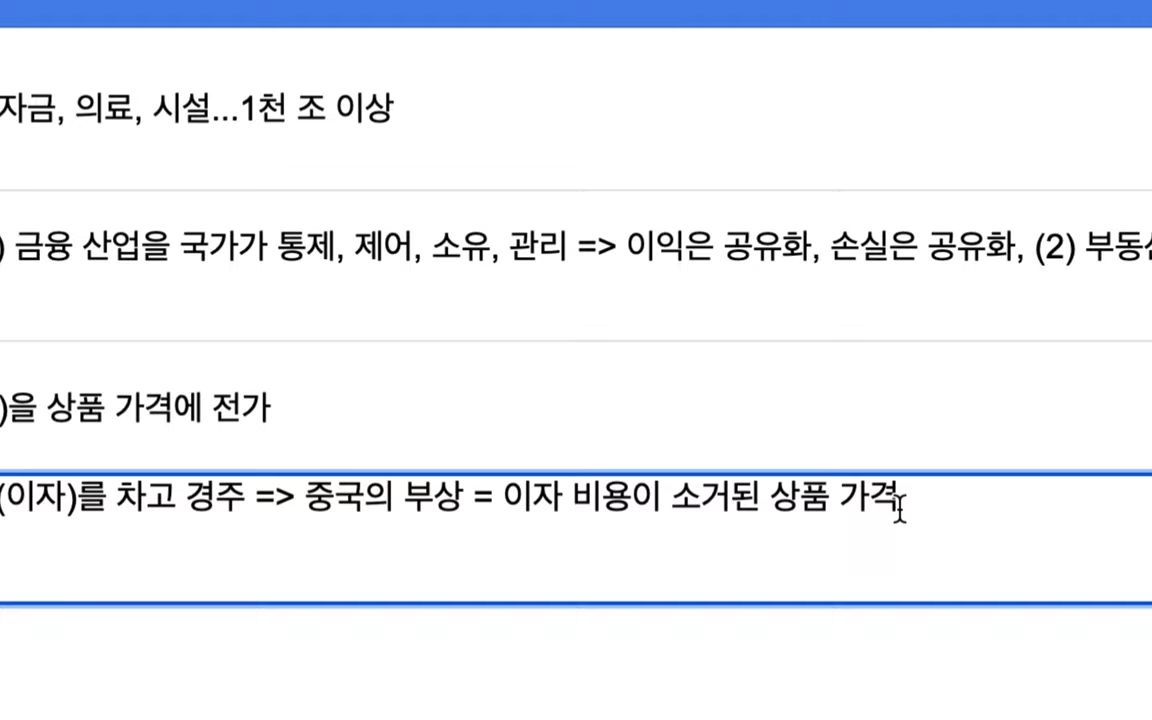 자금, 의료, 시설...1천 조 이상
) 금융 산업을 국가가 통제, 제어, 소유, 관리 => 이익은 공유화, 손실은 공유화, (2) 부동
)을 상품 가격에 전가
(이자)를 차고 경주 => 중국의 부상 = 이자 비용이 소거된 상품 가격